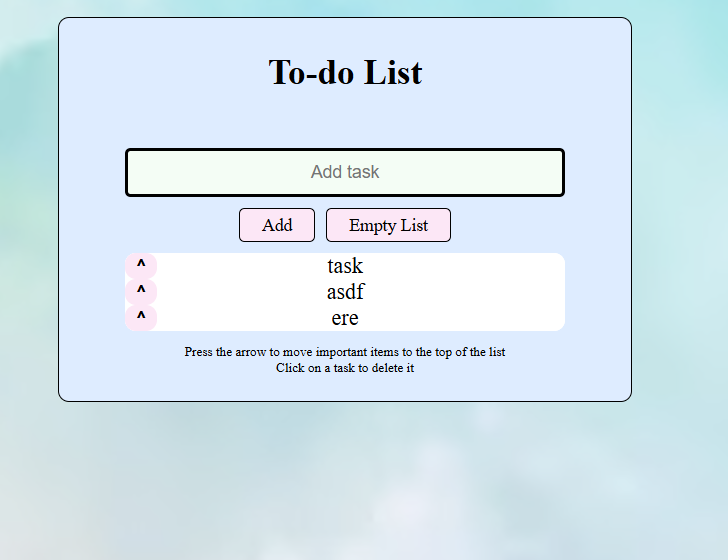 To-do List
Add task
Add Empty List
^ task
^ asdf
^ ere
Press the arrow to move important items to the top of the list
Click on a task to delete it